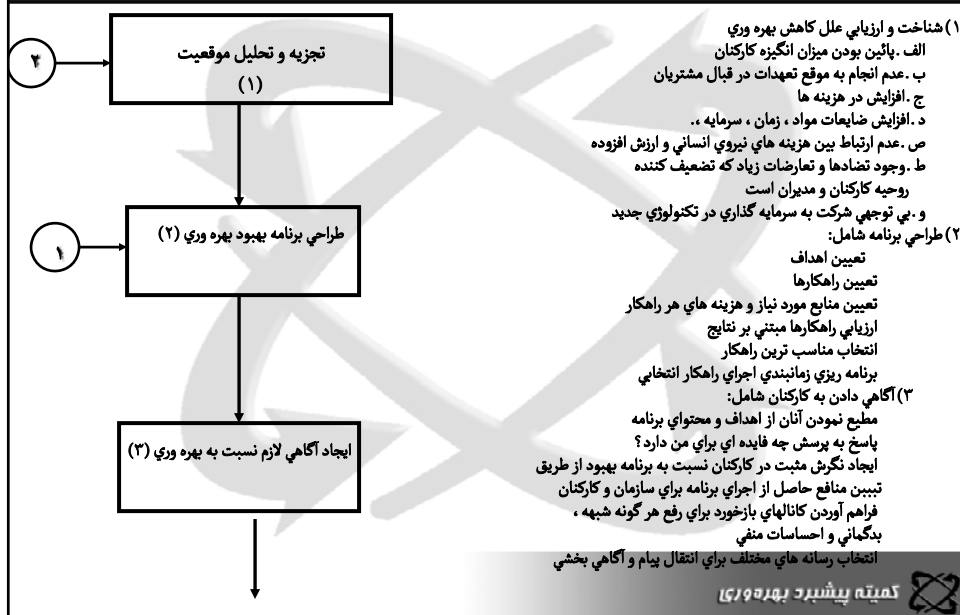 ۱) شناخت و ارزيابي علل كاهش بهره وري
الف .پائين بودن ميزان انگيزه كاركنان
ب .عدم انجام به موقع تعهدات در قبال مشتريان
ج .افزايش در هزينه ها
د .افزايش ضايعات مواد ، زمان ، سرمايه ،.
ص .عدم ارتباط بين هزينه هاي نيروي انساني و ارزش افزوده
ط .وجود تضادها و تعارضات زياد كه تضعيف كننده
روحيه كاركنان و مديران است
و .بي توجهي شركت به سرمايه گذاري در تكنولوژي جديد
۲) طراحي برنامه شامل:
تعيين اهداف
تعيين راهكارها
تعيين منابع مورد نياز و هزينه هاي هر راهكار
ارزيابي راهكارها مبتني بر نتايج
انتخاب مناسب ترين راهكار
برنامه ريزي زمانبندي اجراي راهكار انتخابي
۳) آگاهي دادن به كاركنان شامل:
مطيع نمودن آنان از اهداف و محتواي برنامه
پاسخ به پرسش چه فايده اي براي من دارد؟
ايجاد نگرش مثبت در كاركنان نسبت به برنامه بهبود از طريق
تبببن منافع حاصل از اجراي برنامه براي سازمان و كاركنان
فراهم آوردن كانالهاي بازخورد براي رفع هر گونه شبهه ،
بدگماني و احساسات منفي
انتخاب رسانه هاي مختلف براي انتقال پيام و آگاهي بخشي
تجزيه و تحليل موقعيت
(۱)
۴
طراحي برنامه بهبود بهره وري (۲)
۱
ايجاد آگاهي لازم نسبت به بهره وري (۳)
كميته پيشبرد بهره‌وری